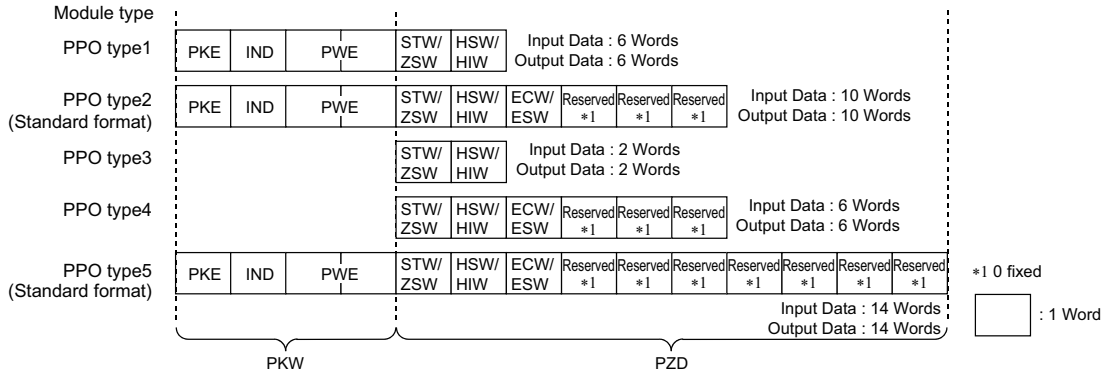 Module type
PPO type1
PKE IND PWE STW/ HSW/ Input Data : 6 Words
ZSW HIW Output Data : 6 Words
PPO type2
(Standard format)
PKE IND PWE STW/ HSW/ ECW/ Reserved Reserved Reserved Input Data : 10 Words
ZSW HIW ESW *1 *1 *1 Output Data : 10 Words
PPO type3
STW/ HSW/ Input Data : 2 Words
ZSW HIW Output Data : 2 Words
PPO type4
STW/ HSW/ ECW/ Reserved Reserved Reserved Input Data : 6 Words
ZSW HIW ESW *1 *1 *1 Output Data : 6 Words
PPO type5
(Standard format)
PKE IND PWE STW/ HSW/ ECW/ Reserved Reserved Reserved Reserved Reserved Reserved Reserved
ZSW HIW ESW *1 *1 *1 *1 *1 *1 *1
*1 0 fixed
: 1 Word
Input Data : 14 Words
Output Data : 14 Words
PKW PZD